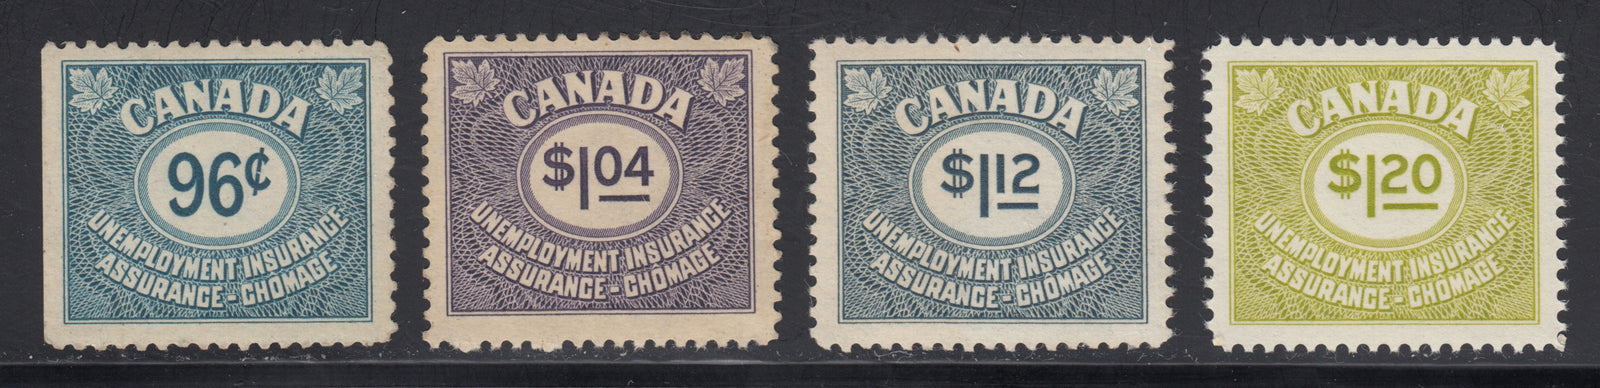 CANADA
96¢
UNEMPLOYMENT INSURANCE
ASSURANCE - CHOMAGE
CANADA
$1.04
UNEMPLOYMENT INSURANCE
ASSURANCE - CHOMAGE
CANADA
$1.12
UNEMPLOYMENT INSURANCE
ASSURANCE - CHOMAGE
CANADA
$1.20
UNEMPLOYMENT INSURANCE
ASSURANCE - CHOMAGE